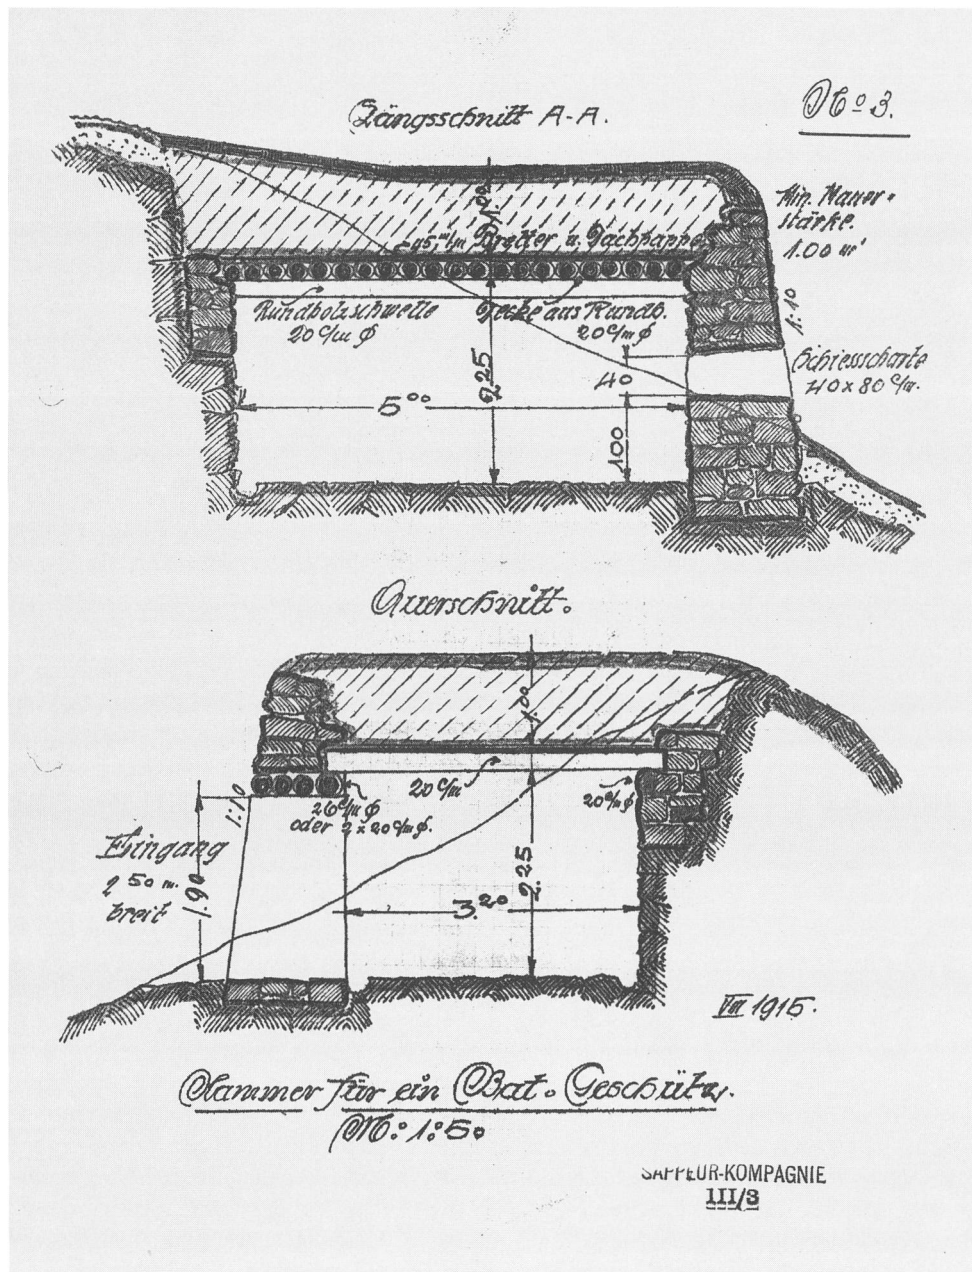 No 3.
Längsschnitt A-A.
Min. Mauer-
stärke.
1.00 m'
1.00
45 m/m Bretter u. Dachpappe
Rundholzschwelle
20 c/m ϕ
Decke aus Rundh.
20 c/m ϕ
1:10
Schiesscharte
40 x 80 c/m.
2,25
40
5.00
100
Querschnitt.
1.00
20 c/m
20 c/m ϕ
1:10
oder 2 x 20 c/m ϕ.
Eingang
2 50 m.
breit
1.90
2,25
3.20
VIII 1915.
Kammer für ein Bat. Geschütz.
M: 1:50
SAPPEUR-KOMPAGNIE
III/3